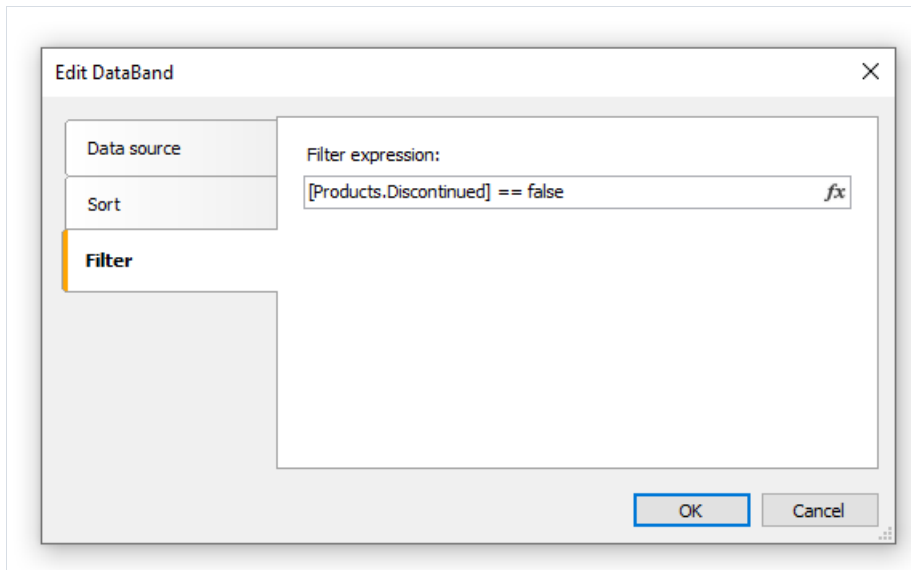 Edit DataBand
Data source
Sort
Filter
Filter expression:
[Products.Discontinued] == false
fx
OK
Cancel